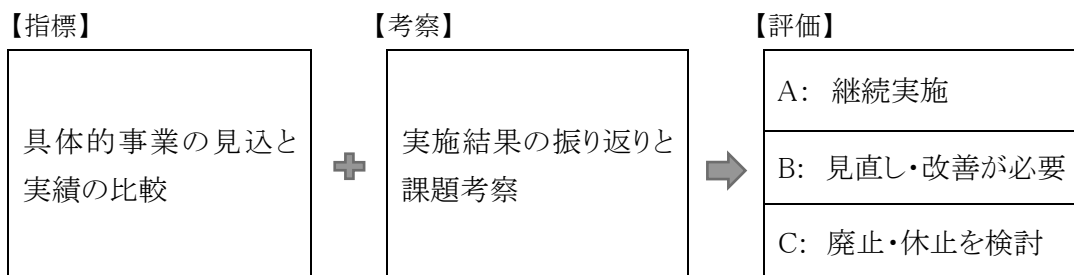 【指標】
【考察】
【評価】
具体的事業の見込と
実績の比較
実施結果の振り返りと
課題考察
A: 継続実施
B: 見直し・改善が必要
C: 廃止・休止を検討